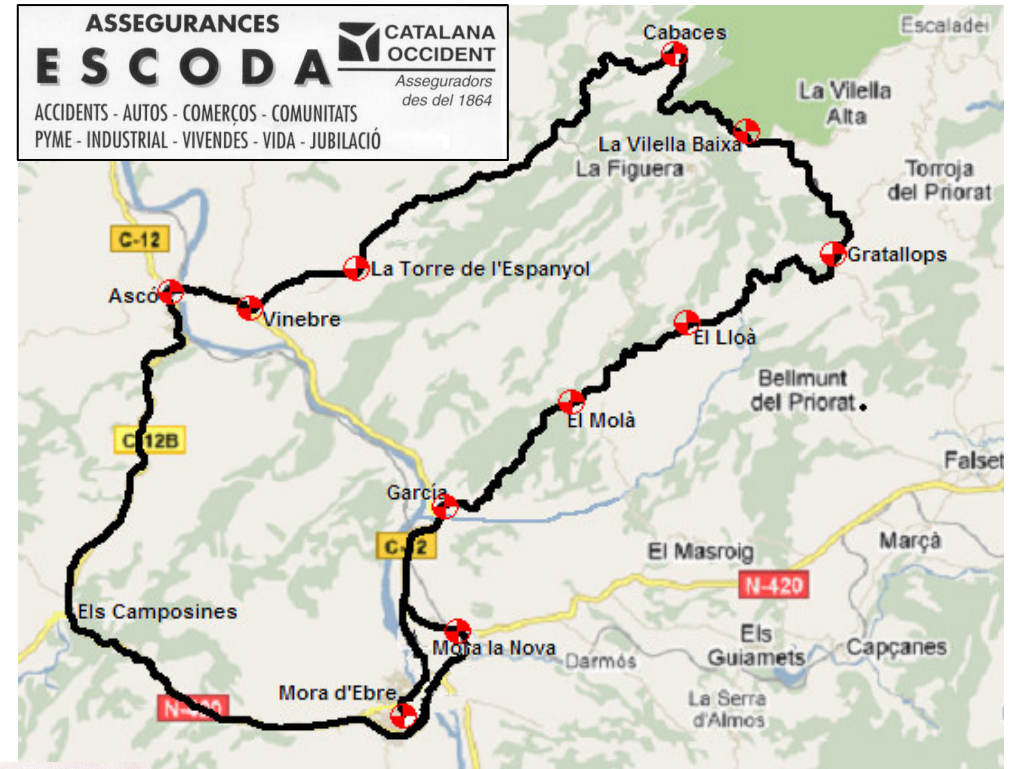 ASSEGURANCES
ESCODA
CATALANA
OCCIDENT
Asseguradors
des del 1864
ACCIDENTS - AUTOS - COMERÇOS - COMUNITATS
PYME - INDUSTRIAL - VIVENDES - VIDA - JUBILACIÓ
Cabaces
Escaladei
La Vilella
Alta
La Vilella Baixa
La Figuera
Torroja
del Priorat
C-12
Gratallops
La Torre de l'Espanyol
Ascó
Vinebre
El Lloà
Bellmunt
del Priorat
El Molà
C-12B
Falset
García
C-12
El Masroig
Marçà
N-420
Els Camposines
Els
Guiamets
Capçanes
Mora la Nova
Darmós
Mora d'Ebre
La Serra
d'Almos
N-420